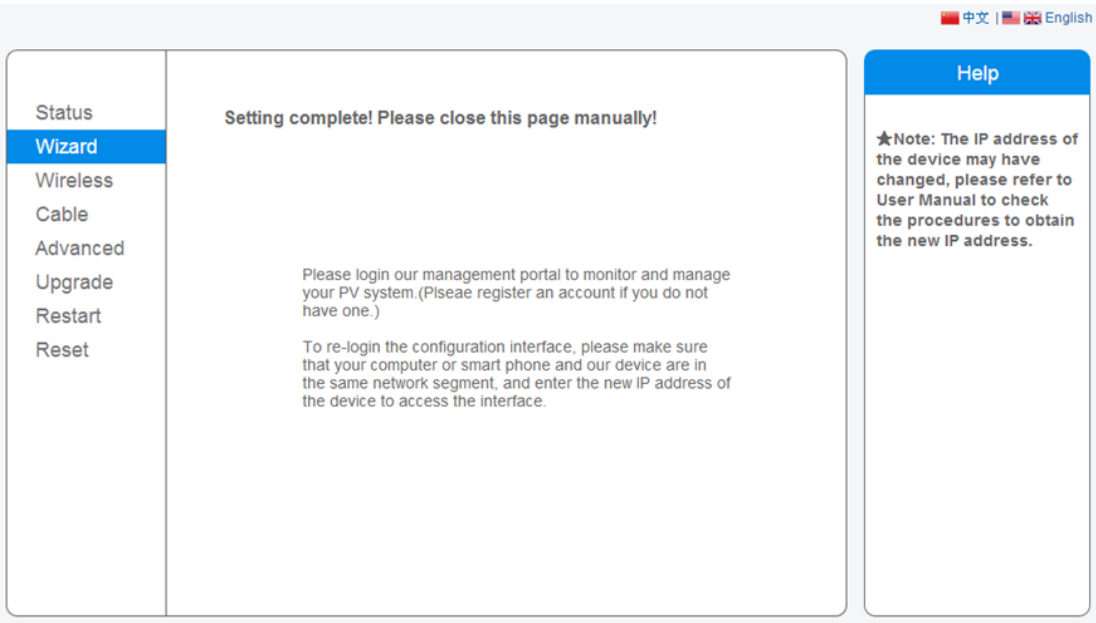 中文 | English
Status
Wizard
Wireless
Cable
Advanced
Upgrade
Restart
Reset
Setting complete! Please close this page manually!
Please login our management portal to monitor and manage
your PV system.(Plseae register an account if you do not
have one.)
To re-login the configuration interface, please make sure
that your computer or smart phone and our device are in
the same network segment, and enter the new IP address of
the device to access the interface.
Help
★Note: The IP address of
the device may have
changed, please refer to
User Manual to check
the procedures to obtain
the new IP address.